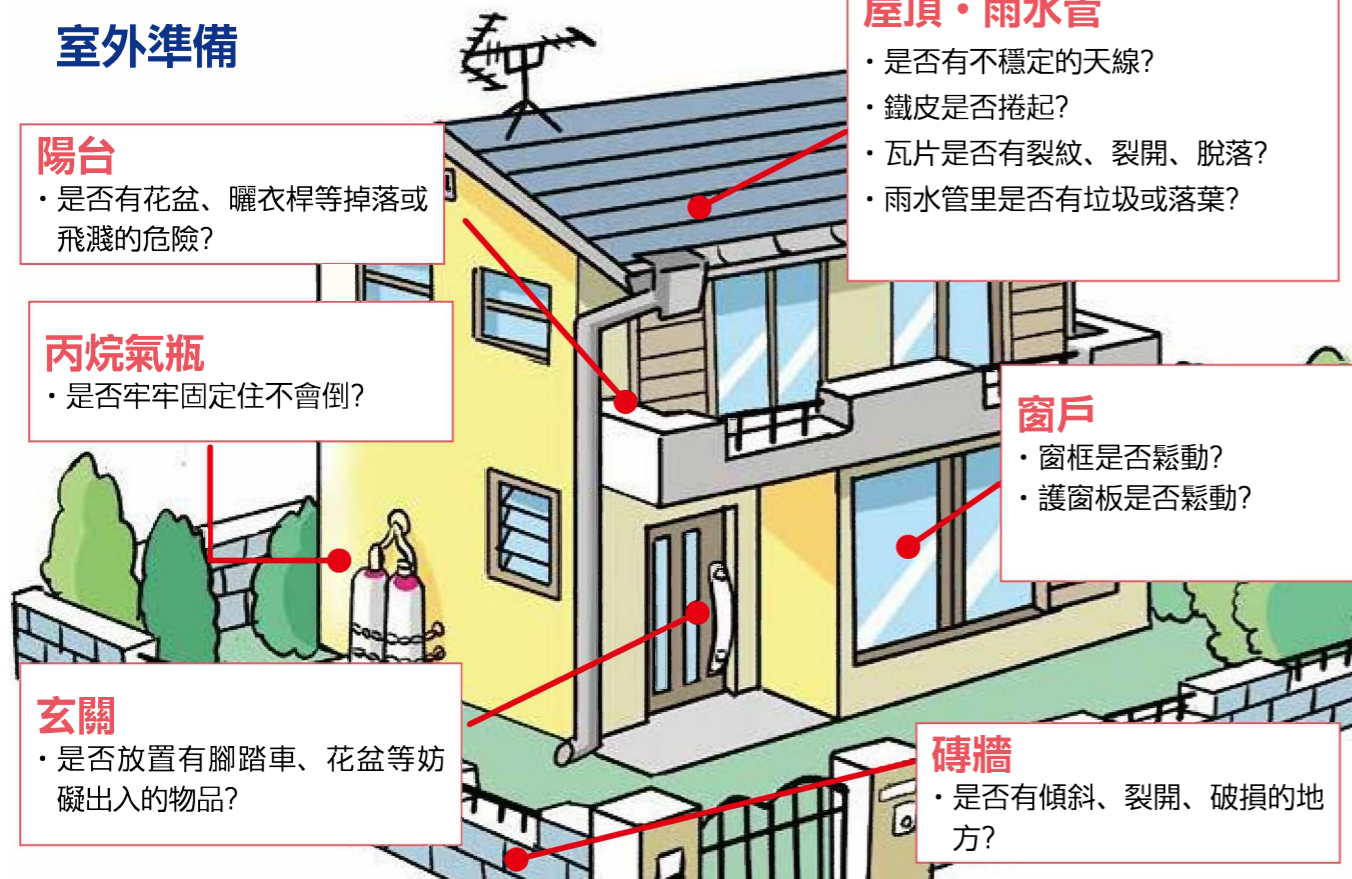 室外準備
屋頂・雨水管
・是否有不穩定的天線?
・鐵皮是否捲起?
・瓦片是否有裂紋、裂開、脫落?
・雨水管里是否有垃圾或落葉?
陽台
・是否有花盆、曬衣桿等掉落或
飛濺的危險?
丙烷氣瓶
・是否牢牢固定住不會倒?
窗戶
・窗框是否鬆動?
・護窗板是否鬆動?
玄關
・是否放置有腳踏車、花盆等妨
礙出入的物品?
磚牆
・是否有傾斜、裂開、破損的地
方?